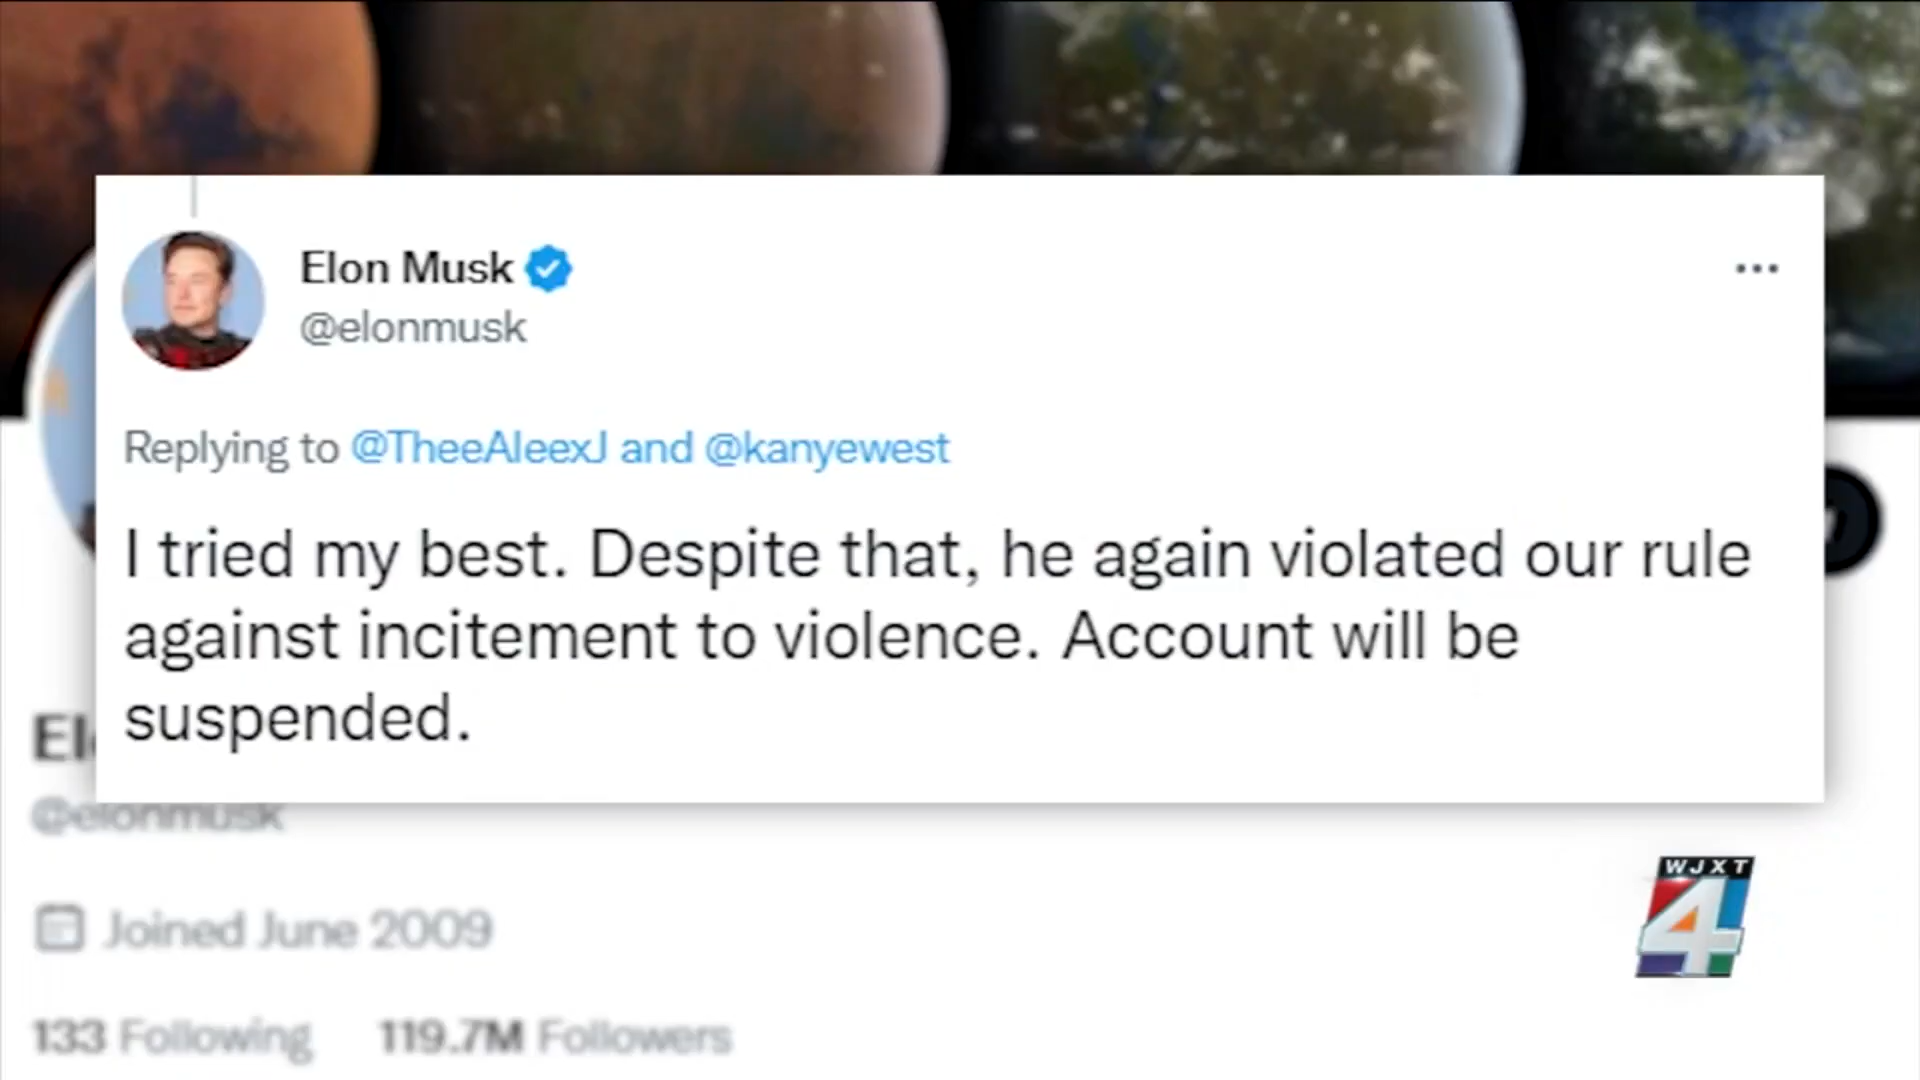 Elon Musk
@elonmusk
Replying to @TheeAleexJ and @kanyewest
I tried my best. Despite that, he again violated our rule
against incitement to violence. Account will be
suspended.
El
@elonmusk
Joined June 2009
133 Following 119.7M Followers
WJXT
4